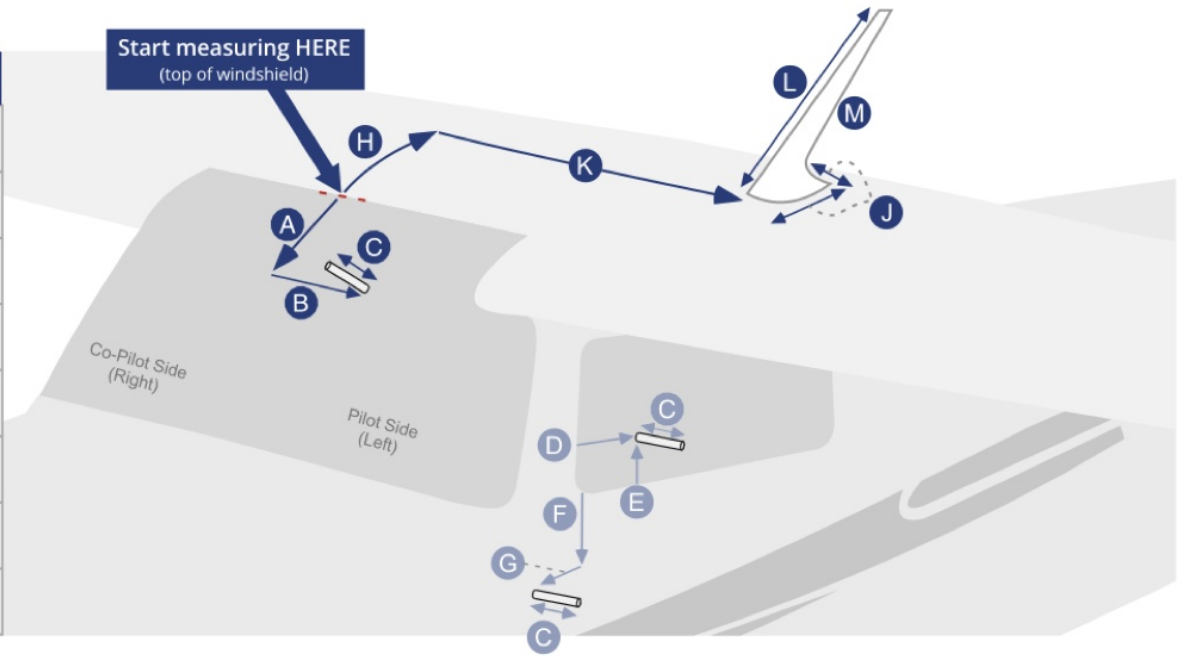 Start measuring HERE
(top of windshield)
L
M
H
K
J
A
C
B
Co-Pilot Side
(Right)
Pilot Side
(Left)
C
D
E
F
G
C